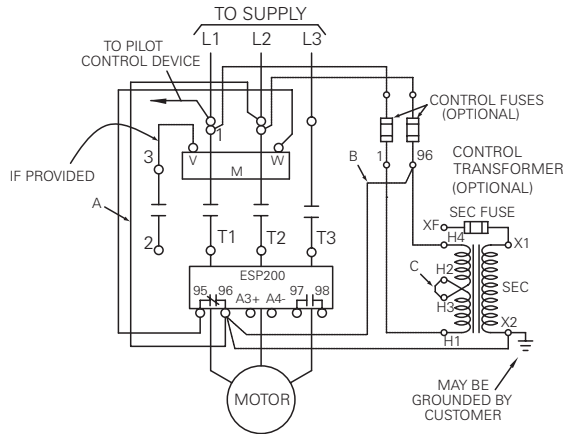 TO SUPPLY
L1
L2
L3
TO PILOT
CONTROL DEVICE
1
CONTROL FUSES
(OPTIONAL)
3
V
W
M
B
1
96
CONTROL
TRANSFORMER
(OPTIONAL)
IF PROVIDED
A
SEC FUSE
XF
H4
X1
2
T1
T2
T3
C
H2
H3
SEC
ESP200
95
96
A3+
A4-
97
98
H1
X2
MOTOR
MAY BE
GROUNDED BY
CUSTOMER